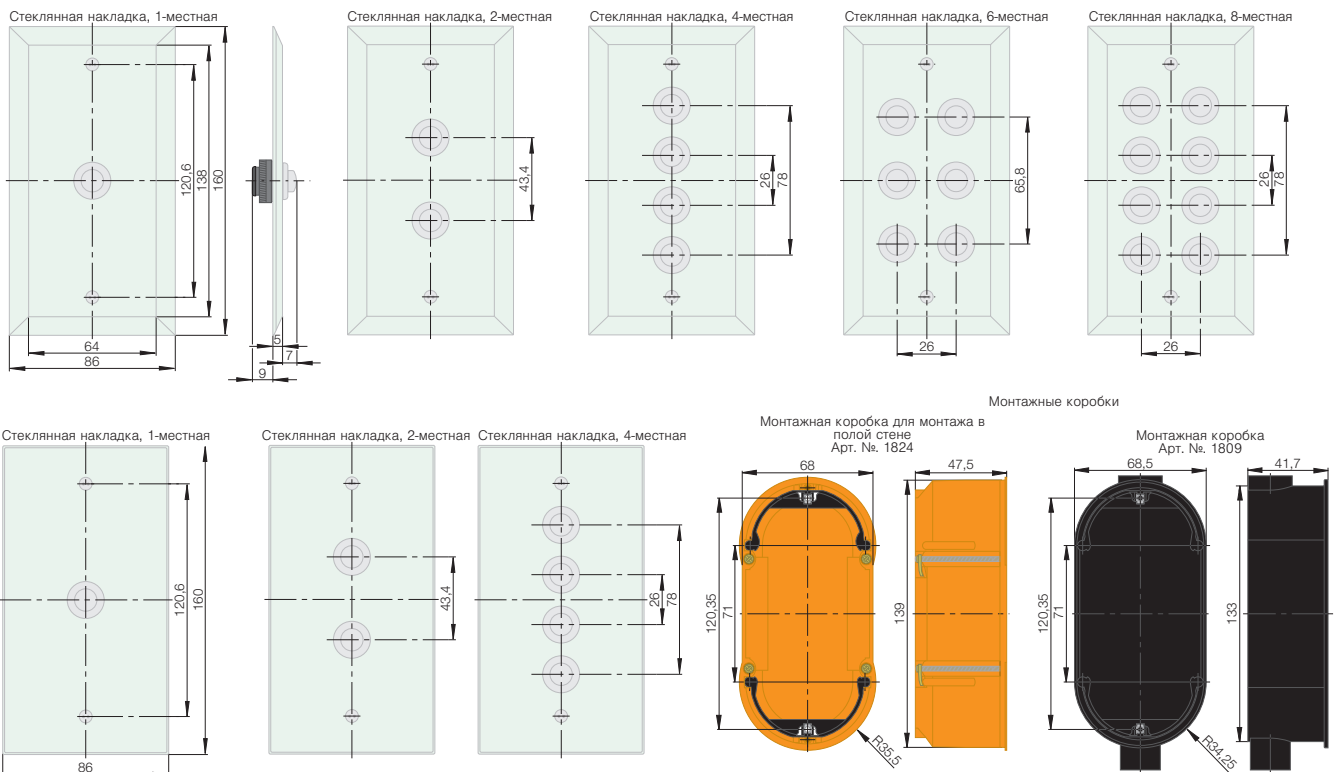 Стеклянная накладка, 1-местная
Стеклянная накладка, 2-местная
Стеклянная накладка, 4-местная
Стеклянная накладка, 6-местная
Стеклянная накладка, 8-местная
120,6
138
160
64
86
5
7
9
43,4
26
78
65,8
26
26
78
26
Монтажные коробки
Стеклянная накладка, 1-местная
Стеклянная накладка, 2-местная
Стеклянная накладка, 4-местная
Монтажная коробка для монтажа в
полой стене
Арт. №. 1824
Монтажная коробка
Арт. №. 1809
120,6
160
86
43,4
26
78
68
47,5
120,35
71
139
R35,5
68,5
41,7
120,35
71
133
R34,25